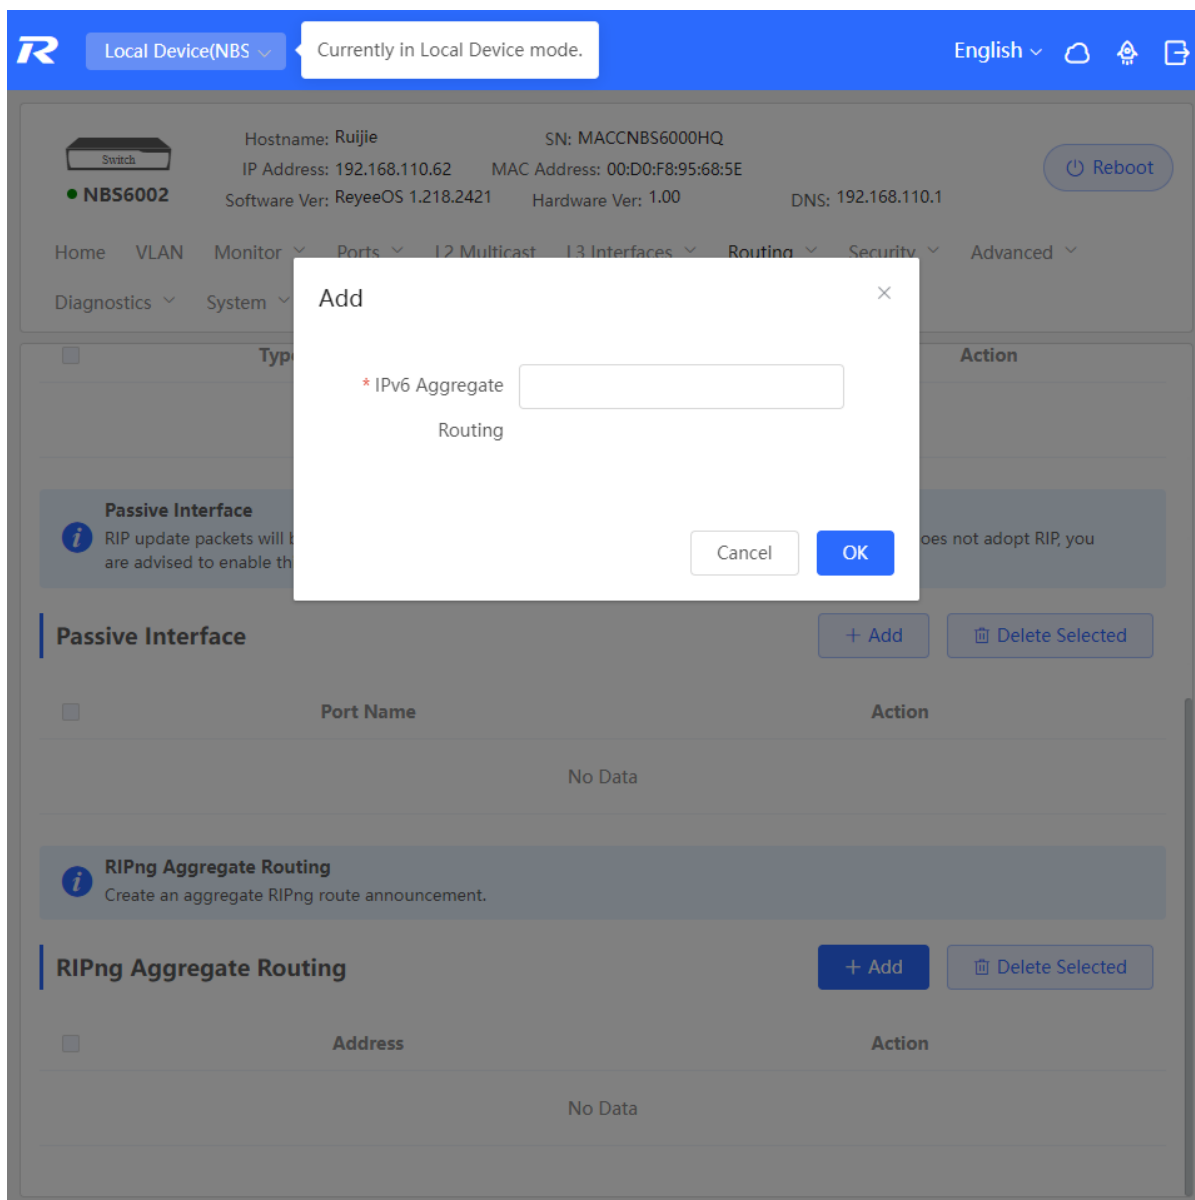 Local Device(NBS
Currently in Local Device mode.
English
Switch
NBS6002
Hostname: Ruijie
SN: MACCNBS6000HQ
IP Address: 192.168.110.62
MAC Address: 00:D0:F8:95:68:5E
Software Ver: ReyeeOS 1.218.2421
Hardware Ver: 1.00
DNS: 192.168.110.1
Reboot
Home VLAN Monitor Ports L2 Multicast L3 Interfaces Routing Security Advanced
Diagnostics System
Add
* IPv6 Aggregate
Routing
Cancel OK
Action
Passive Interface
RIP update packets will
oes not adopt RIP, you
are advised to enable th
Passive Interface
+ Add
Delete Selected
Port Name Action
No Data
RIPng Aggregate Routing
Create an aggregate RIPng route announcement.
RIPng Aggregate Routing
+ Add
Delete Selected
Address Action
No Data